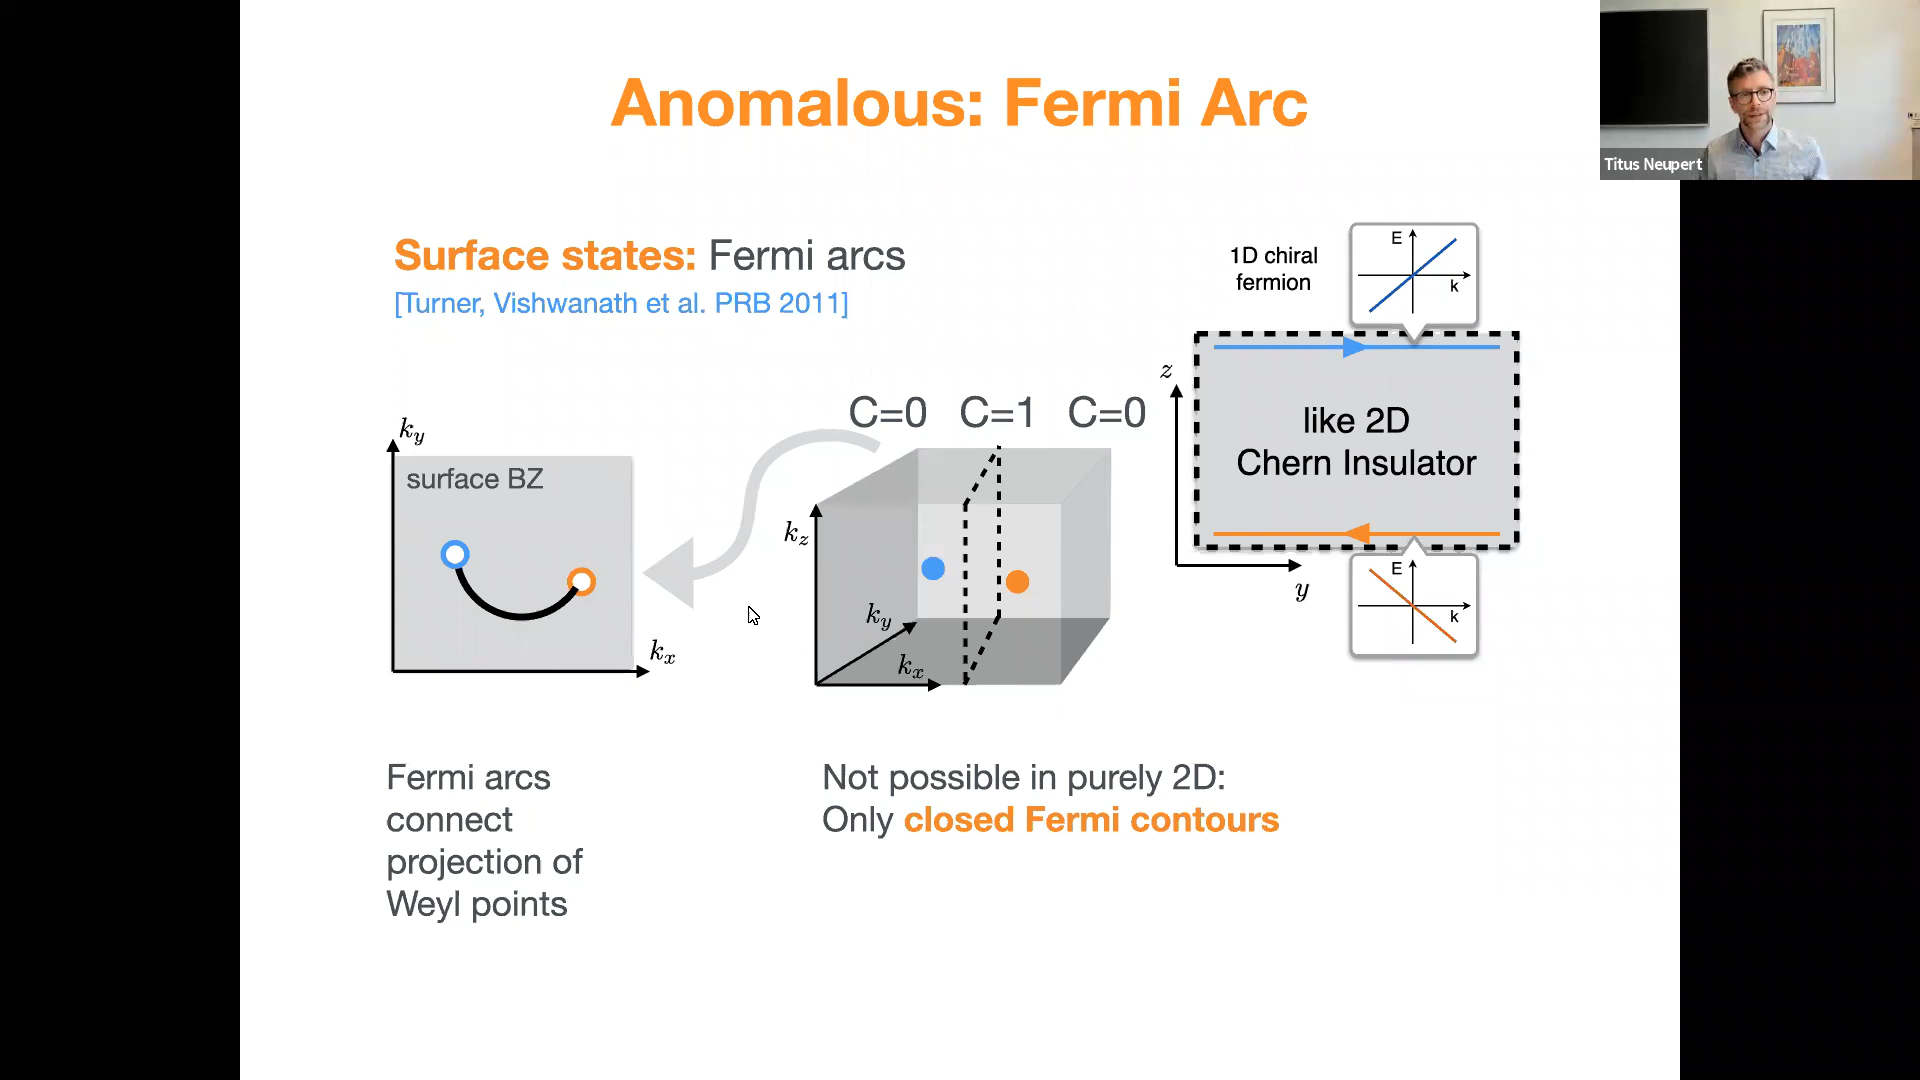 Anomalous: Fermi Arc
Titus Neupert
Surface states: Fermi arcs
[Turner, Vishwanath et al. PRB 2011]
1D chiral
fermion
E
k
z
C=0 C=1 C=0
like 2D
Chern Insulator
k_y
surface BZ
k_z
k_y
k_x
y
E
k
k_x
Fermi arcs
connect
projection of
Weyl points
Not possible in purely 2D:
Only closed Fermi contours